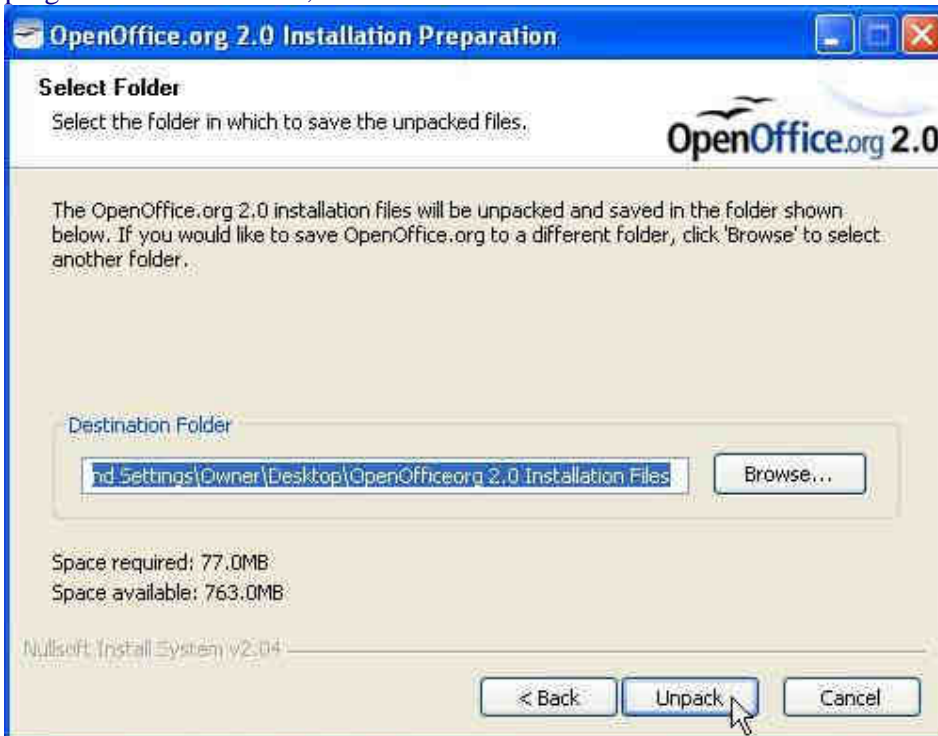 OpenOffice.org 2.0 Installation Preparation
Select Folder
Select the folder in which to save the unpacked files.
OpenOffice.org 2.0
The OpenOffice.org 2.0 installation files will be unpacked and saved in the folder shown
below. If you would like to save OpenOffice.org to a different folder, click 'Browse' to select
another folder.
Destination Folder
nd Settings\Owner\Desktop\OpenOfficeorg 2.0 Installation Files
Browse...
Space required: 77.0MB
Space available: 763.0MB
Nullsoft Install System v2.04
< Back
Unpack
Cancel